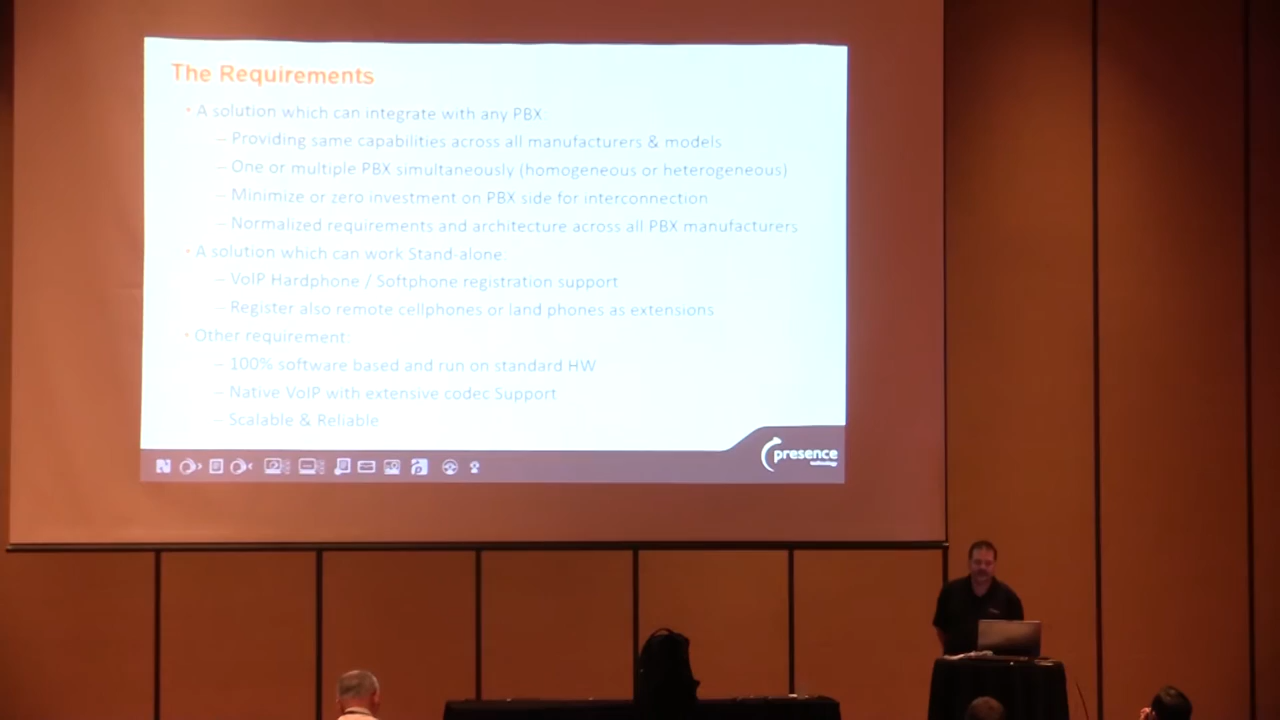 The Requirements
• A solution which can integrate with any PBX:
– Providing same capabilities across all manufacturers & models
– One or multiple PBX simultaneously (homogeneous or heterogeneous)
– Minimize or zero investment on PBX side for interconnection
– Normalized requirements and architecture across all PBX manufacturers
• A solution which can work Stand-alone:
– VoIP Hardphone / Softphone registration support
– Register also remote cellphones or land phones as extensions
• Other requirement:
– 100% software based and run on standard HW
– Native VoIP with extensive codec Support
– Scalable & Reliable
presence
technology